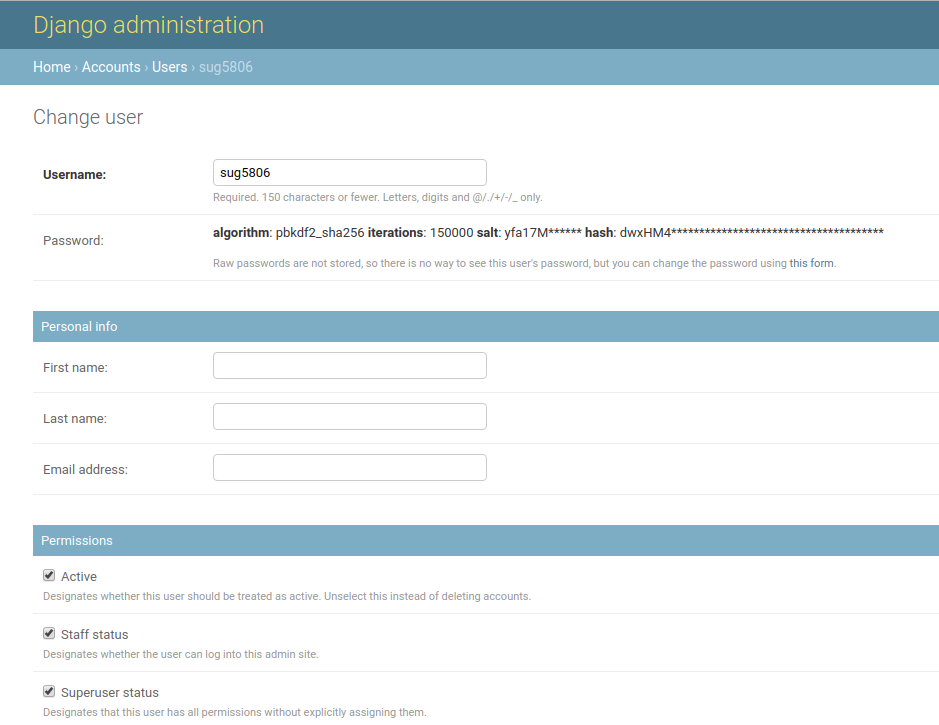 Django administration
Home › Accounts › Users › sug5806
Change user
Username: sug5806
Required. 150 characters or fewer. Letters, digits and @/./+/-/_ only.
Password: algorithm: pbkdf2_sha256 iterations: 150000 salt: yfa17M****** hash: dwxHM4**************************************
Raw passwords are not stored, so there is no way to see this user's password, but you can change the password using this form.
Personal info
First name:
Last name:
Email address:
Permissions
Active
Designates whether this user should be treated as active. Unselect this instead of deleting accounts.
Staff status
Designates whether the user can log into this admin site.
Superuser status
Designates that this user has all permissions without explicitly assigning them.